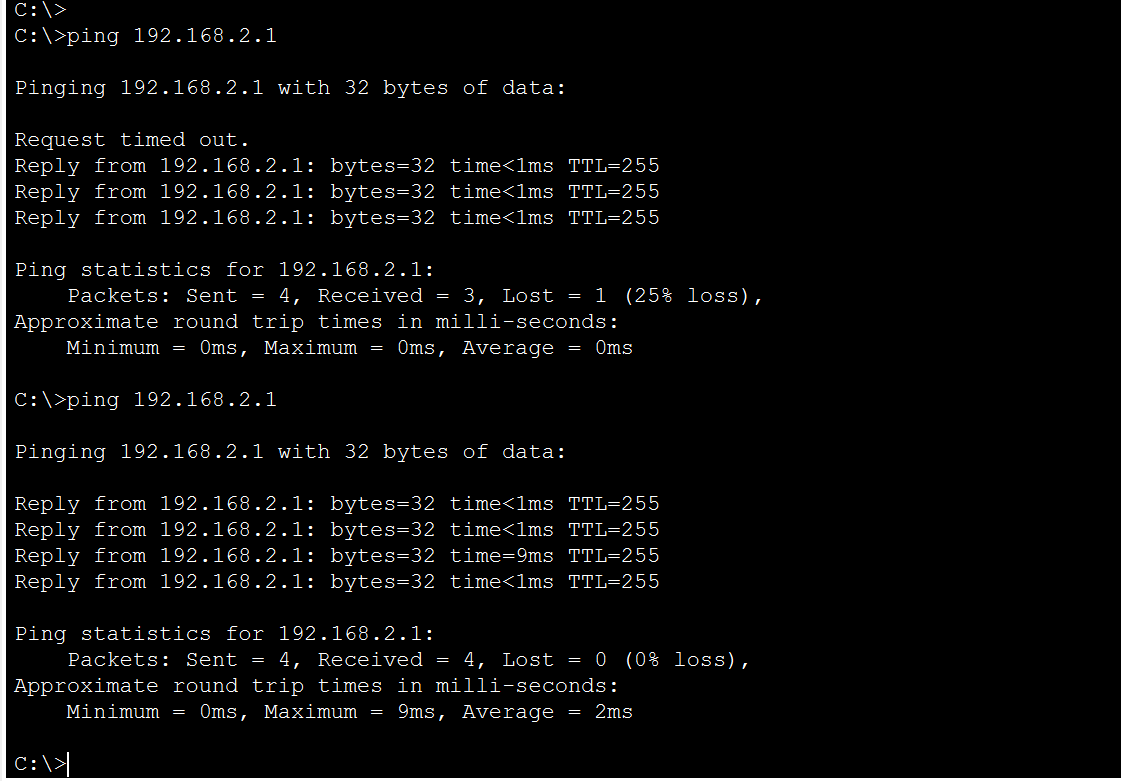 C:\>
C:\>ping 192.168.2.1
Pinging 192.168.2.1 with 32 bytes of data:
Request timed out.
Reply from 192.168.2.1: bytes=32 time<1ms TTL=255
Reply from 192.168.2.1: bytes=32 time<1ms TTL=255
Reply from 192.168.2.1: bytes=32 time<1ms TTL=255
Ping statistics for 192.168.2.1:
    Packets: Sent = 4, Received = 3, Lost = 1 (25% loss),
Approximate round trip times in milli-seconds:
    Minimum = 0ms, Maximum = 0ms, Average = 0ms
C:\>ping 192.168.2.1
Pinging 192.168.2.1 with 32 bytes of data:
Reply from 192.168.2.1: bytes=32 time<1ms TTL=255
Reply from 192.168.2.1: bytes=32 time<1ms TTL=255
Reply from 192.168.2.1: bytes=32 time=9ms TTL=255
Reply from 192.168.2.1: bytes=32 time<1ms TTL=255
Ping statistics for 192.168.2.1:
    Packets: Sent = 4, Received = 4, Lost = 0 (0% loss),
Approximate round trip times in milli-seconds:
    Minimum = 0ms, Maximum = 9ms, Average = 2ms
C:\>